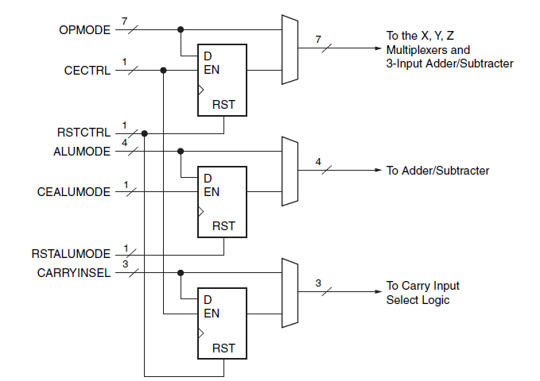 OPMODE
7
CECTRL
1
D
EN
RST
7
To the X, Y, Z
Multiplexers and
3-Input Adder/Subtracter
RSTCTRL
1
ALUMODE
4
CEALUMODE
1
D
EN
RST
4
To Adder/Subtracter
RSTALUMODE
1
CARRYINSEL
3
D
EN
RST
3
To Carry Input
Select Logic